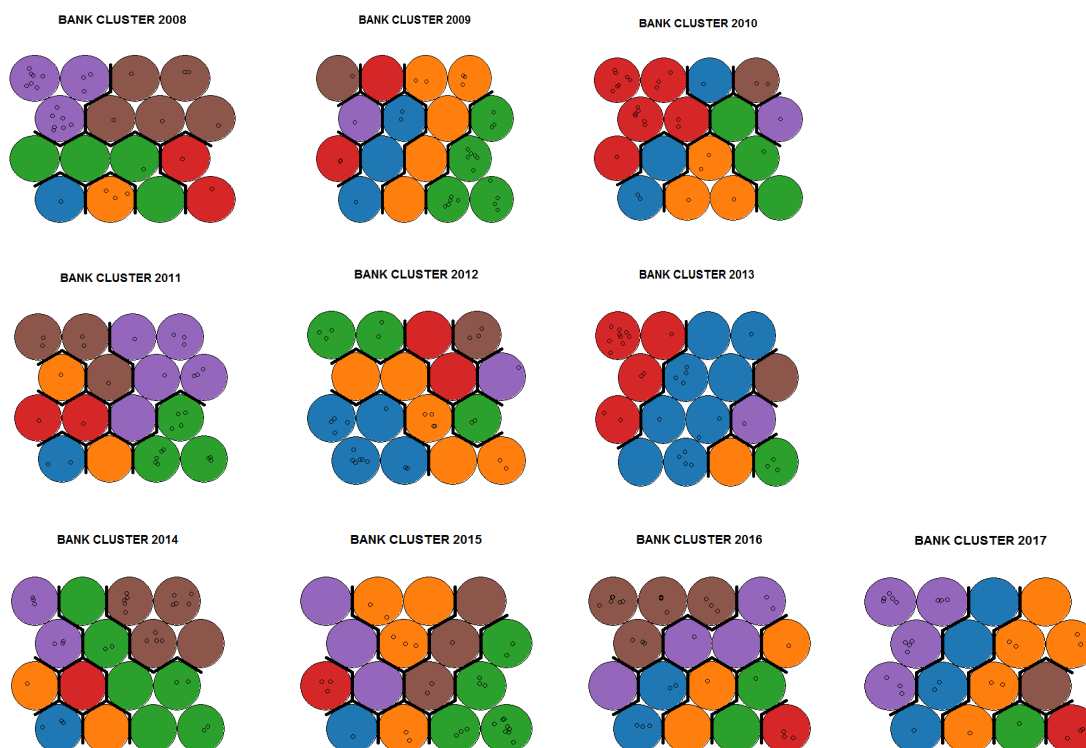 BANK CLUSTER 2008
BANK CLUSTER 2009
BANK CLUSTER 2010
BANK CLUSTER 2011
BANK CLUSTER 2012
BANK CLUSTER 2013
BANK CLUSTER 2014
BANK CLUSTER 2015
BANK CLUSTER 2016
BANK CLUSTER 2017